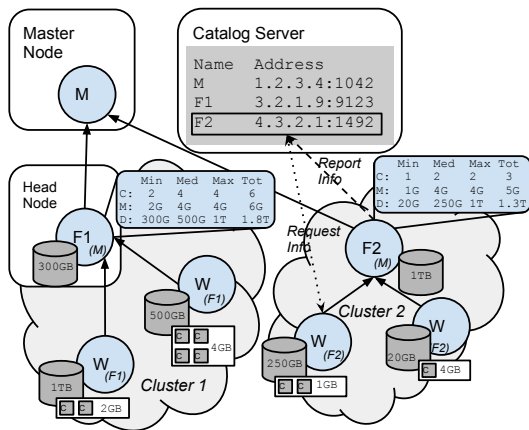 Master
Node
M
Catalog Server
Name Address
M 1.2.3.4:1042
F1 3.2.1.9:9123
F2 4.3.2.1:1492
Report
Info
Request
Info
Head
Node
Min Med Max Tot
C: 2 4 4 6
M: 2G 4G 4G 6G
D: 300G 500G 1T 1.8T
Min Med Max Tot
C: 1 2 2 3
M: 1G 4G 4G 5G
D: 20G 250G 1T 1.3T
F1
(M)
300GB
F2
(M)
1TB
W
(F1)
500GB
C C
C C
4GB
W
(F1)
1TB
C C 2GB
Cluster 1
Cluster 2
W
(F2)
250GB
C C 1GB
W
(F2)
20GB
C 4GB